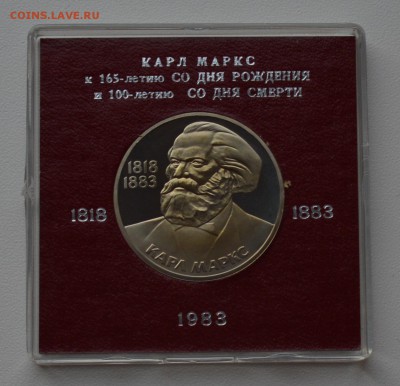 COINS.LAVE.RU
КАРЛ МАРКС
к 165-летию СО ДНЯ РОЖДЕНИЯ
и 100-летию СО ДНЯ СМЕРТИ
1818
1883
1818
1883
КАРЛ МАРКС
1983